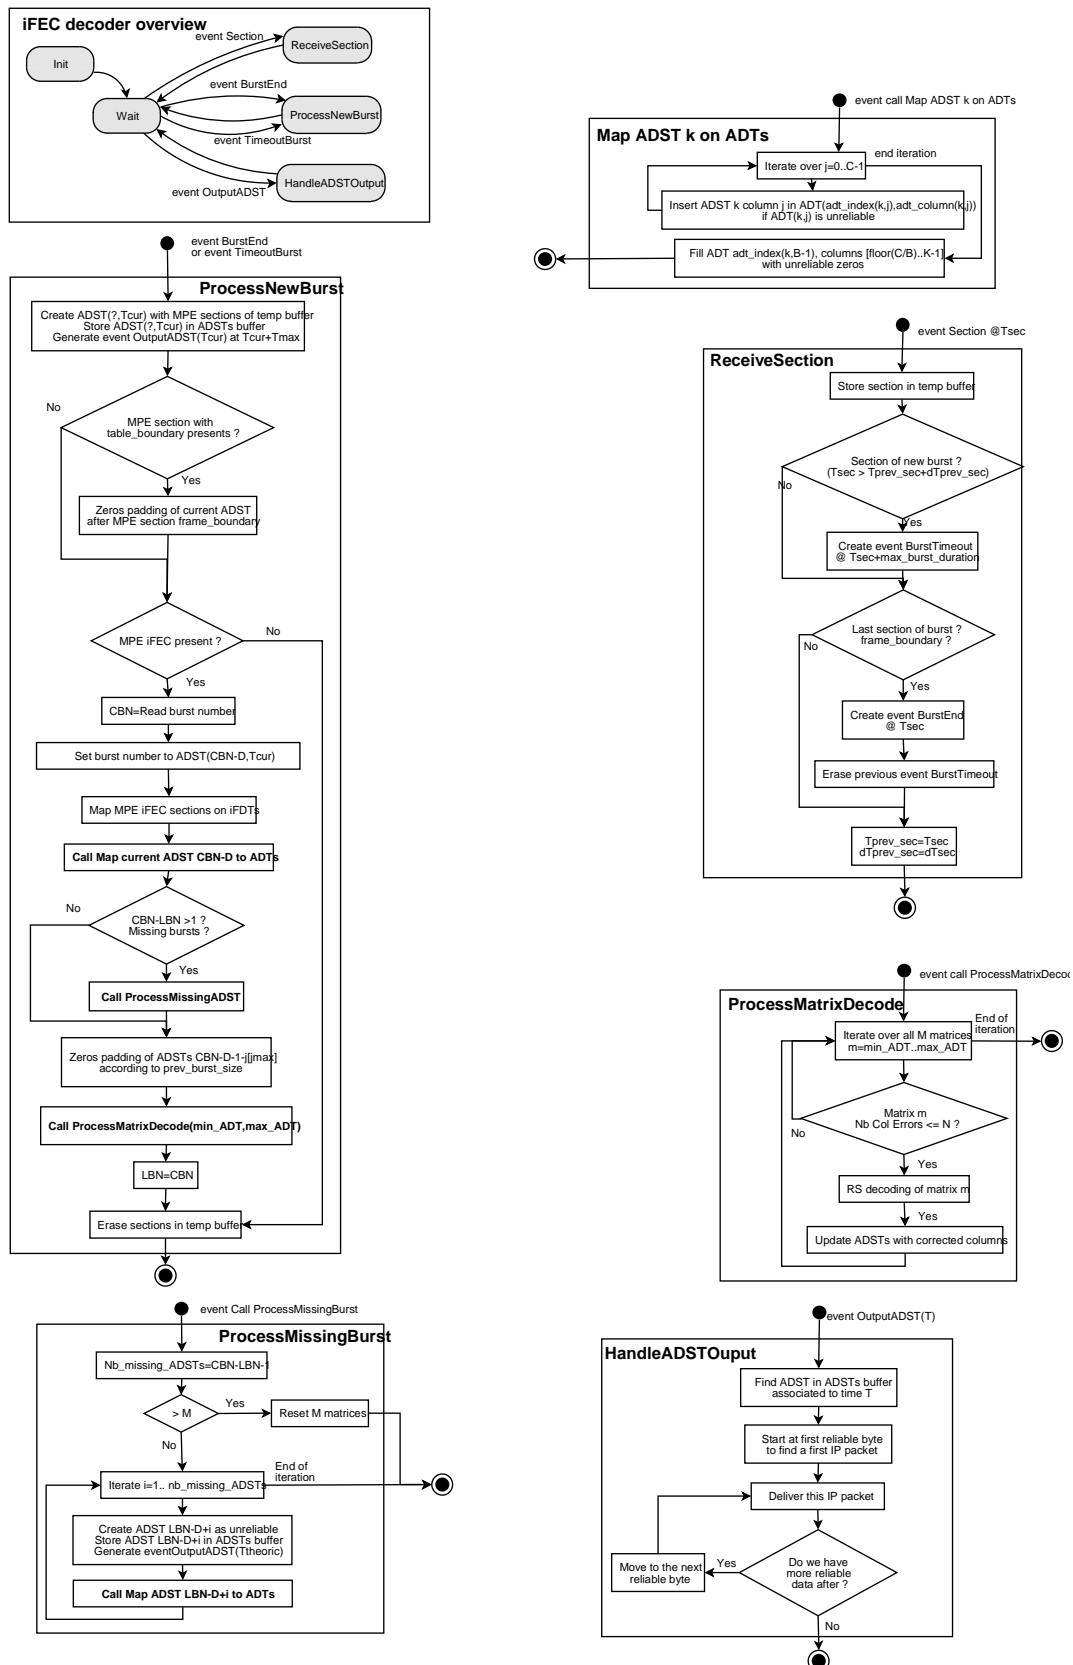 iFEC decoder overview
event Section
ReceiveSection
Init
event BurstEnd
Wait
ProcessNewBurst
event TimeoutBurst
HandleADSTOutput
event OutputADST
event BurstEnd
or event TimeoutBurst
ProcessNewBurst
Create ADST(?,Tcur) with MPE sections of temp buffer
Store ADST(?,Tcur) in ADSTs buffer
Generate event OutputADST(Tcur) at Tcur+Tmax
No
MPE section with
table_boundary presents ?
Yes
Zeros padding of current ADST
after MPE section frame_boundary
MPE iFEC present ?
No
Yes
CBN=Read burst number
Set burst number to ADST(CBN-D,Tcur)
Map MPE iFEC sections on iFDTs
Call Map current ADST CBN-D to ADTs
No
CBN-LBN >1 ?
Missing bursts ?
Yes
Call ProcessMissingADST
Zeros padding of ADSTs CBN-D-1-j[jmax]
according to prev_burst_size
Call ProcessMatrixDecode(min_ADT,max_ADT)
LBN=CBN
Erase sections in temp buffer
event Call ProcessMissingBurst
ProcessMissingBurst
Nb_missing_ADSTs=CBN-LBN-1
> M
Yes
Reset M matrices
No
Iterate i=1.. nb_missing_ADSTs
End of
iteration
Create ADST LBN-D+i as unreliable
Store ADST LBN-D+i in ADSTs buffer
Generate eventOutputADST(Ttheoric)
Call Map ADST LBN-D+i to ADTs
event call Map ADST k on ADTs
Map ADST k on ADTs
Iterate over j=0..C-1
end iteration
Insert ADST k column j in ADT(adt_index(k,j),adt_column(k,j))
if ADT(k,j) is unreliable
Fill ADT adt_index(k,B-1), columns [floor(C/B)..K-1]
with unreliable zeros
event Section @Tsec
ReceiveSection
Store section in temp buffer
Section of new burst ?
(Tsec > Tprev_sec+dTprev_sec)
No
Yes
Create event BurstTimeout
@ Tsec+max_burst_duration
Last section of burst ?
frame_boundary ?
No
Yes
Create event BurstEnd
@ Tsec
Erase previous event BurstTimeout
Tprev_sec=Tsec
dTprev_sec=dTsec
event call ProcessMatrixDecod
ProcessMatrixDecode
Iterate over all M matrices
m=min_ADT..max_ADT
End of
iteration
Matrix m
Nb Col Errors <= N ?
No
Yes
RS decoding of matrix m
Yes
Update ADSTs with corrected columns
event OutputADST(T)
HandleADSTOuput
Find ADST in ADSTs buffer
associated to time T
Start at first reliable byte
to find a first IP packet
Deliver this IP packet
Move to the next
reliable byte
Yes
Do we have
more reliable
data after ?
No